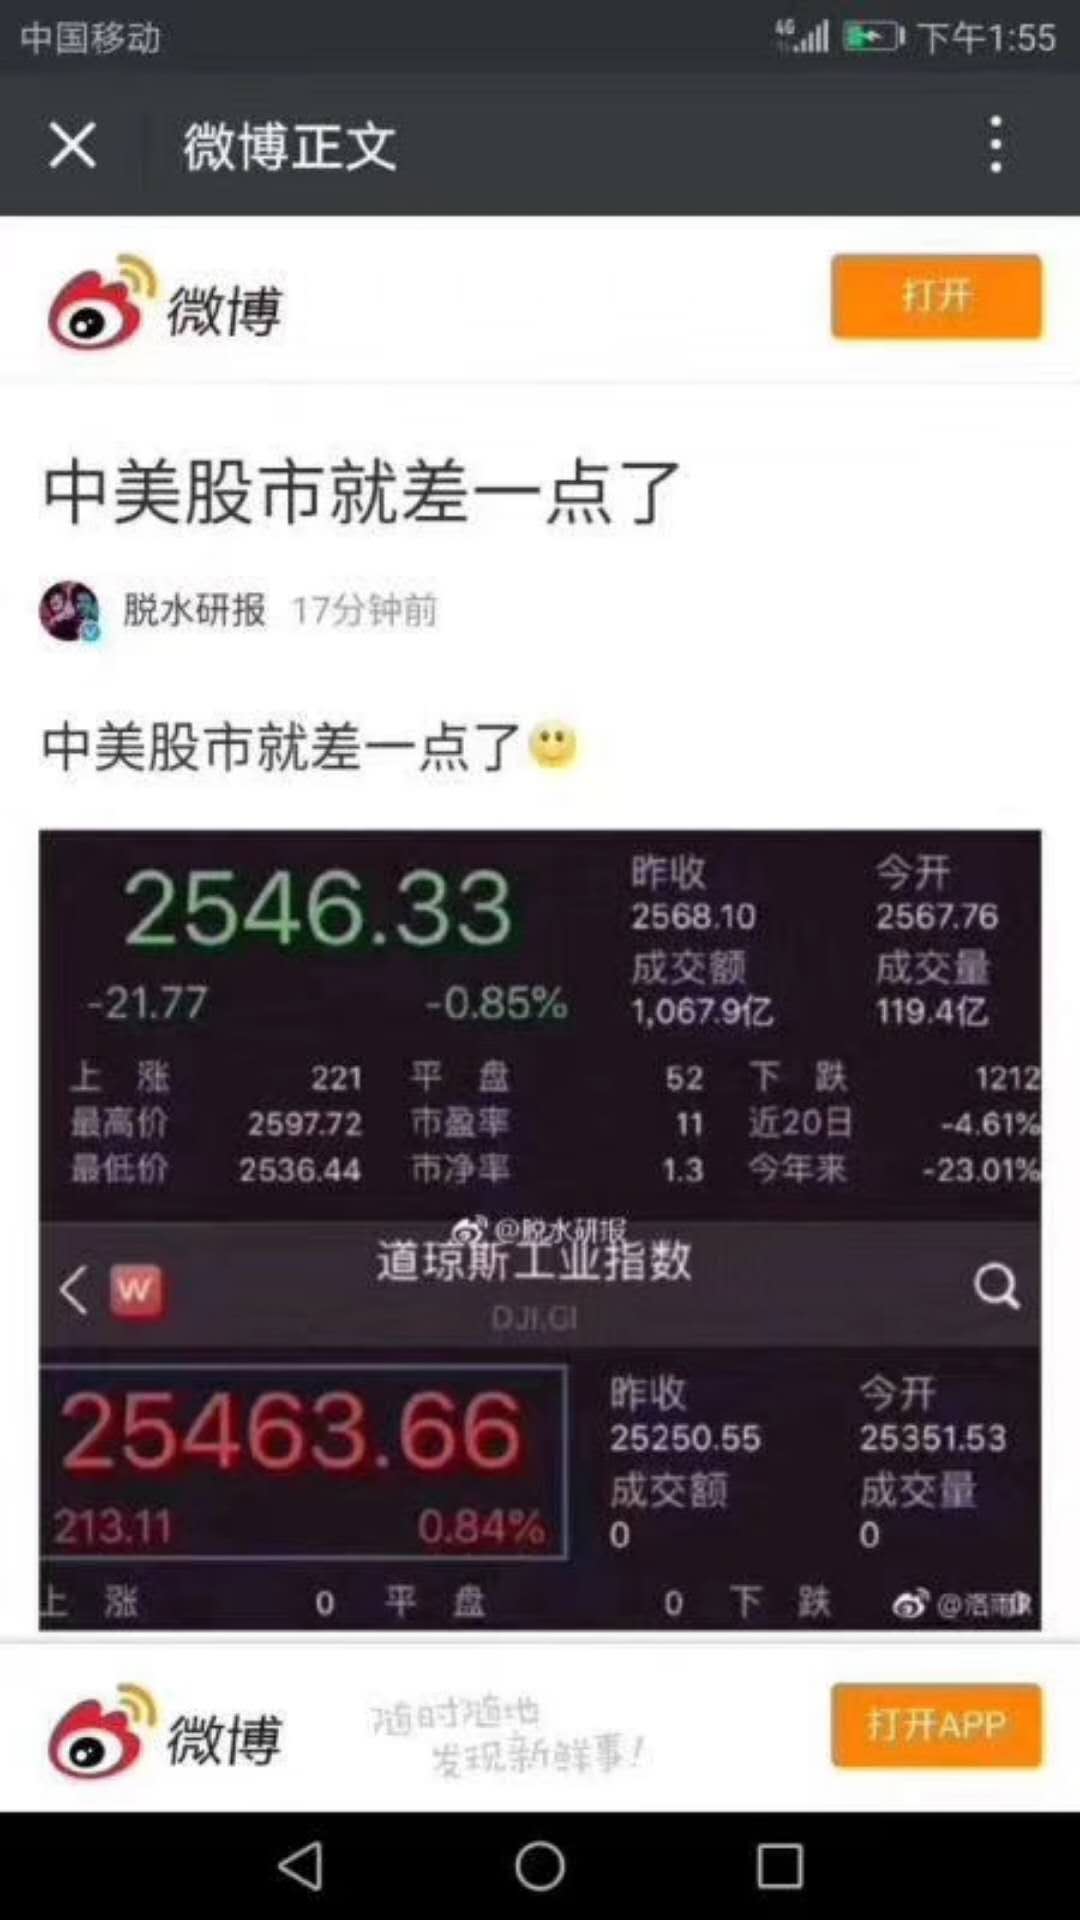 中国移动 4G 下午1:55
微博正文
微博 打开
中美股市就差一点了
脱水研报 17分钟前
中美股市就差一点了
2546.33 昨收 今开
2568.10 2567.76
-21.77 -0.85% 成交额 成交量
1,067.9亿 119.4亿
上 涨 221 平 盘 52 下 跌 1212
最高价 2597.72 市盈率 11 近20日 -4.61%
最低价 2536.44 市净率 1.3 今年来 -23.01%
@脱水研报
W 道琼斯工业指数
DJI.GI
25463.66 昨收 今开
25250.55 25351.53
213.11 0.84% 成交额 成交量
0 0
上 涨 0 平 盘 0 下 跌
@洛雨
微博 随时随地 打开APP
发现新鲜事!